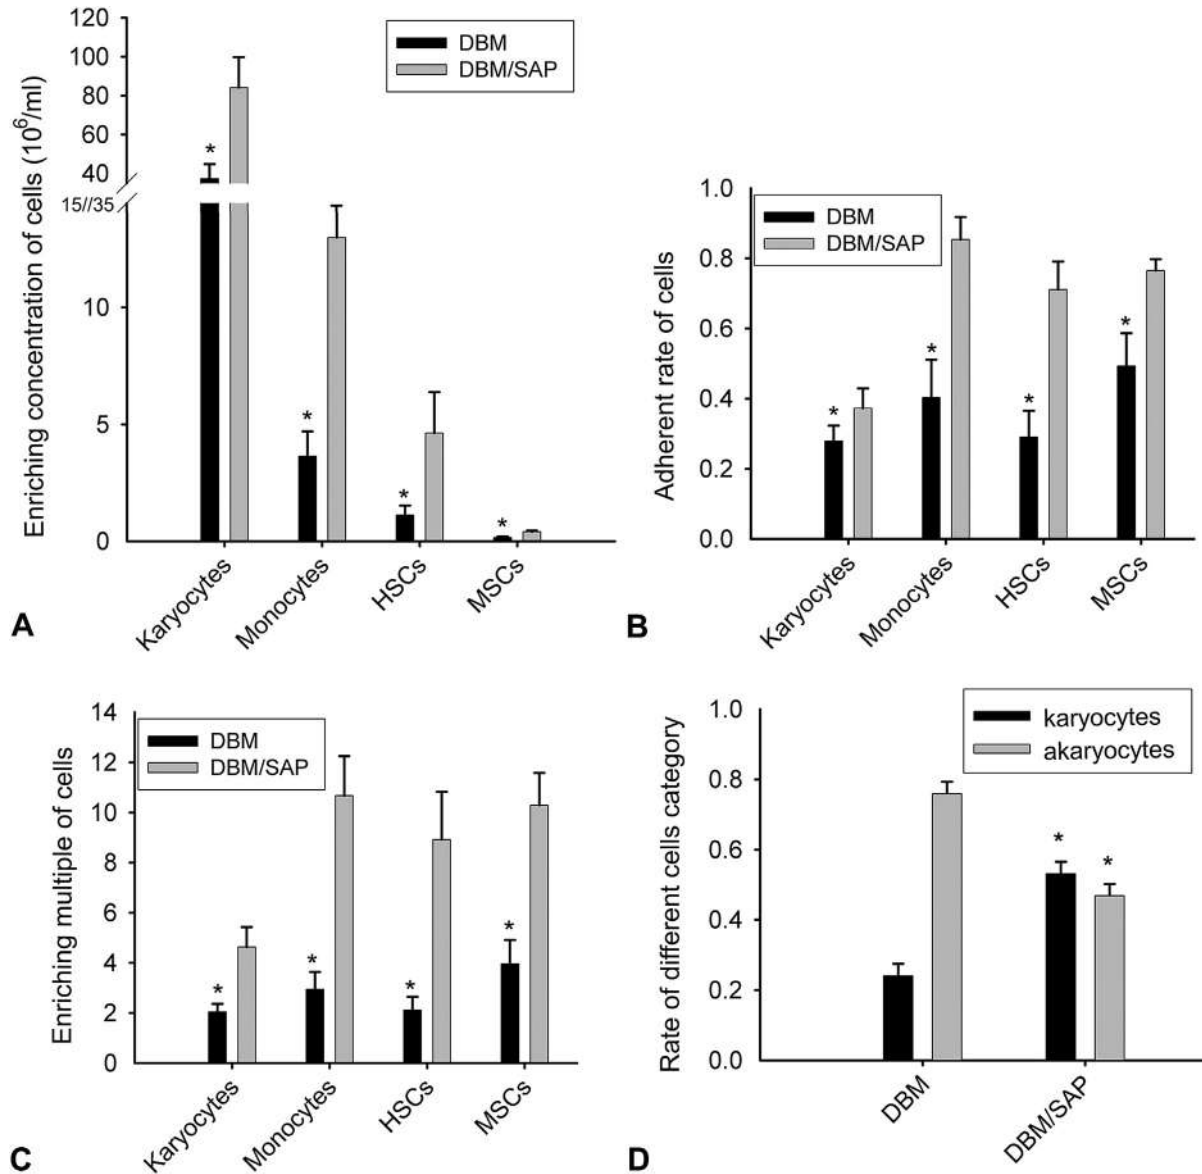 120
100
80
60
40
15//35
10
5
0
Enriching concentration of cells (10⁶/ml)
DBM
DBM/SAP
*
*
*
*
Karyocytes
Monocytes
HSCs
MSCs
A
1.0
0.8
0.6
0.4
0.2
0.0
Adherent rate of cells
DBM
DBM/SAP
*
*
*
*
Karyocytes
Monocytes
HSCs
MSCs
B
14
12
10
8
6
4
2
0
Enriching multiple of cells
DBM
DBM/SAP
*
*
*
*
Karyocytes
Monocytes
HSCs
MSCs
C
1.0
0.8
0.6
0.4
0.2
0.0
Rate of different cells category
karyocytes
akaryocytes
*
*
DBM
DBM/SAP
D